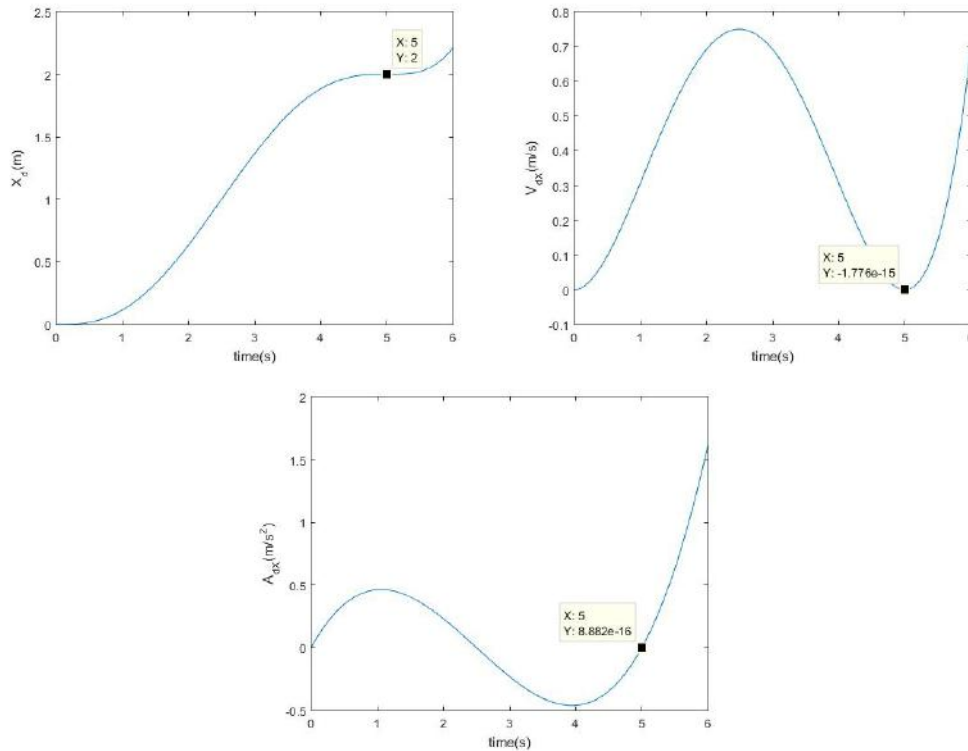 2.5
2
1.5
1
0.5
0
X: 5
Y: 2
X_d(m)
0 1 2 3 4 5 6
time(s)
0.8
0.7
0.6
0.5
0.4
0.3
0.2
0.1
0
-0.1
X: 5
Y: -1.776e-15
V_dX(m/s)
0 1 2 3 4 5 6
time(s)
2
1.5
1
0.5
0
-0.5
X: 5
Y: 8.882e-16
A_dX(m/s²)
0 1 2 3 4 5 6
time(s)